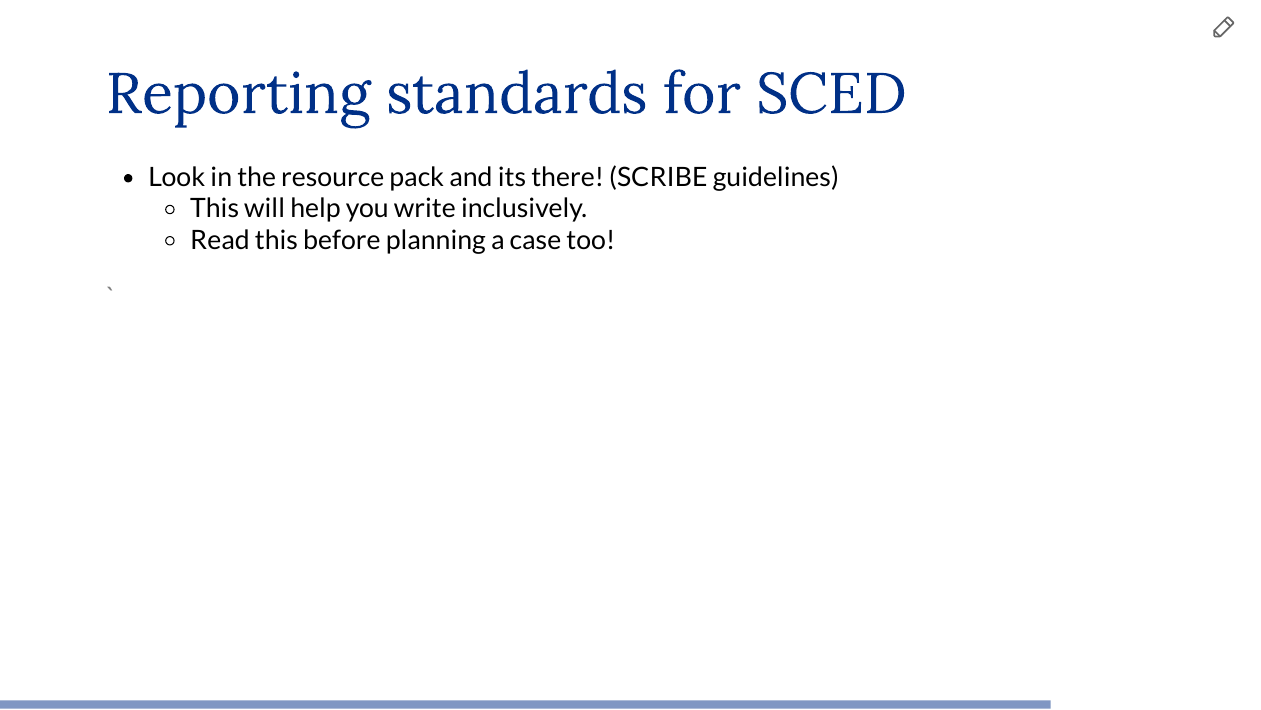 Reporting standards for SCED
• Look in the resource pack and its there! (SCRIBE guidelines)
◦ This will help you write inclusively.
◦ Read this before planning a case too!
`